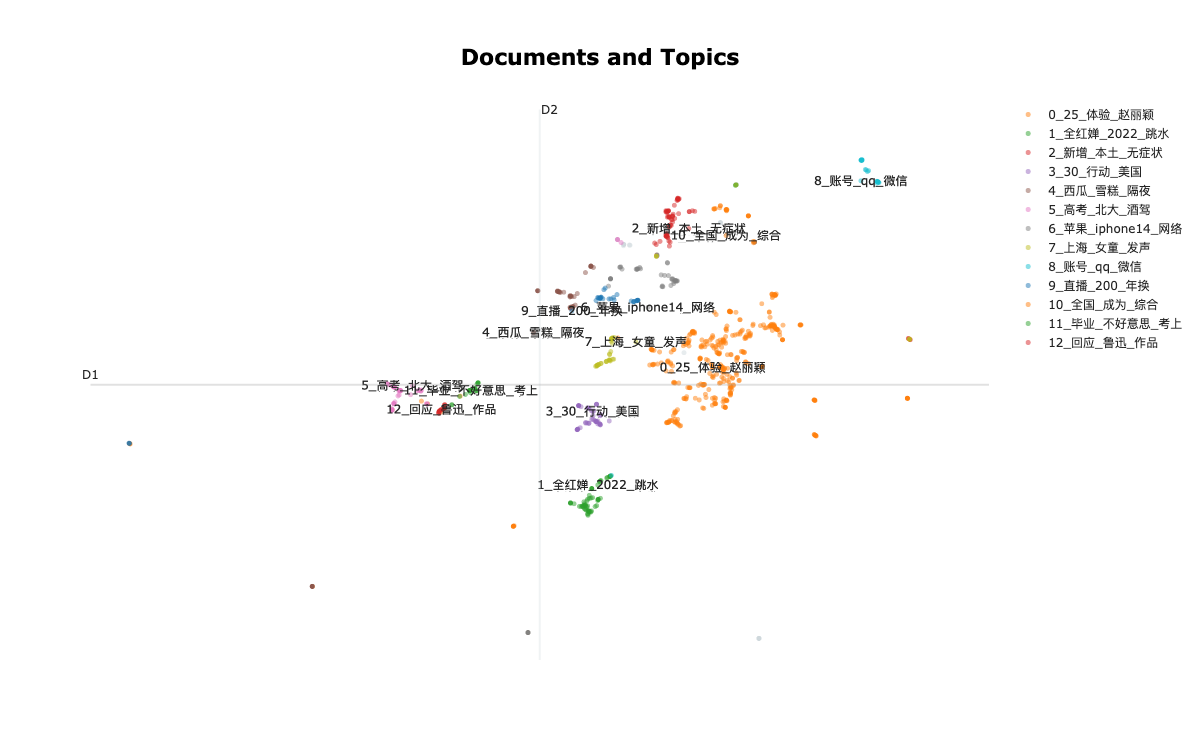 Documents and Topics
D2
D1
8_账号_qq_微信
2_新增_本土_无症状
10_全国_成为_综合
6_苹果_iphone14_网络
9_直播_200_年换
4_西瓜_雪糕_隔夜
7_上海_女童_发声
0_25_体验_赵丽颖
5_高考_北大_酒驾
11_毕业_不好意思_考上
12_回应_鲁迅_作品
3_30_行动_美国
1_全红婵_2022_跳水
0_25_体验_赵丽颖
1_全红婵_2022_跳水
2_新增_本土_无症状
3_30_行动_美国
4_西瓜_雪糕_隔夜
5_高考_北大_酒驾
6_苹果_iphone14_网络
7_上海_女童_发声
8_账号_qq_微信
9_直播_200_年换
10_全国_成为_综合
11_毕业_不好意思_考上
12_回应_鲁迅_作品